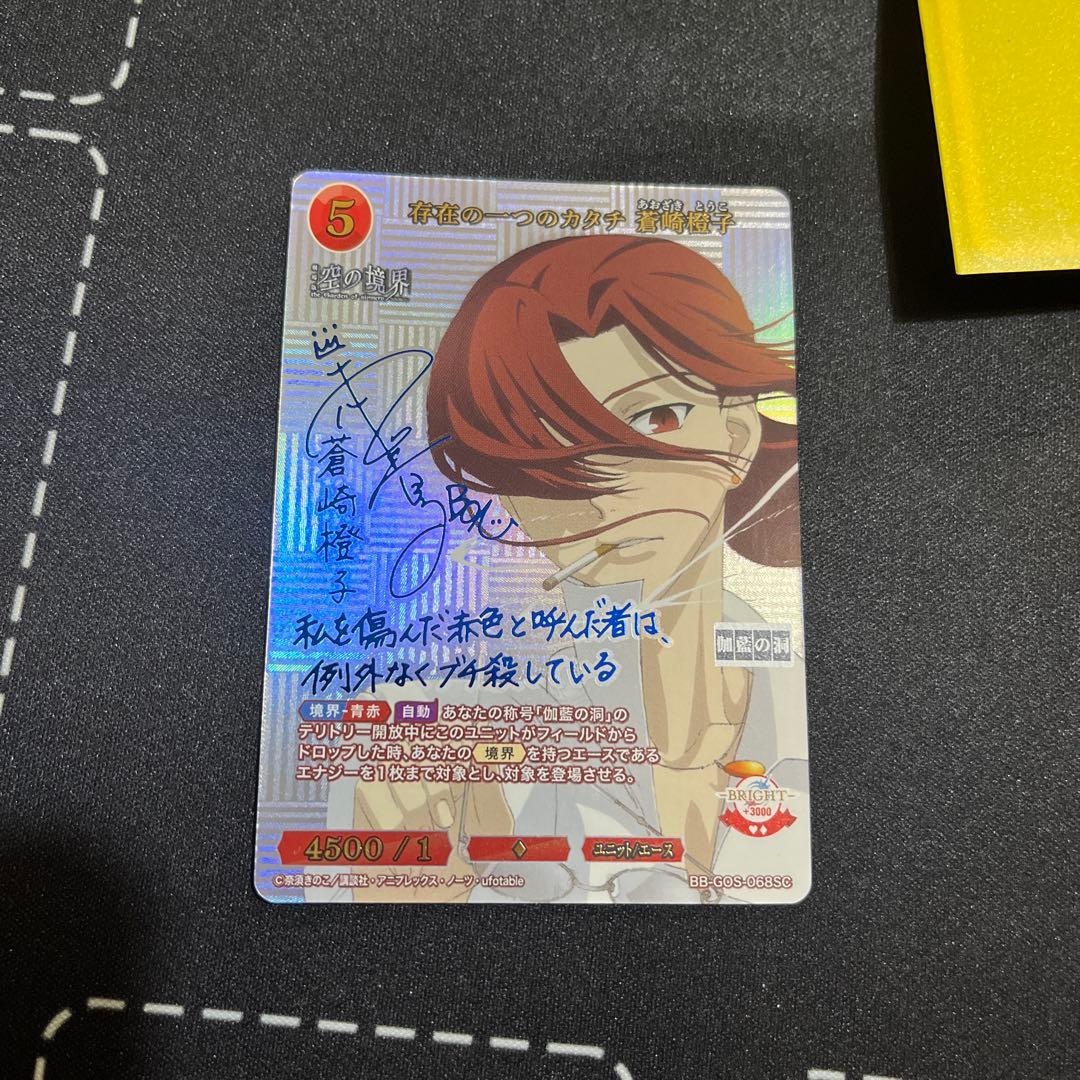 5
存在の一つのカタチ 蒼崎橙子
あおざき とうこ
劇場版 空の境界
the Garden of sinners
蒼崎橙子
私を傷んだ赤色と呼んだ者は、
例外なくブチ殺している
伽藍の洞
境界-青赤 自動 あなたの称号「伽藍の洞」の
テリトリー開放中にこのユニットがフィールドから
ドロップした時、あなたの 境界 を持つエースである
エナジーを1枚まで対象とし、対象を登場させる。
BRIGHT
+3000
4500 / 1
ユニット/エース
©奈須きのこ/講談社・アニプレックス・ノーツ・ufotable
BB-GOS-068SC